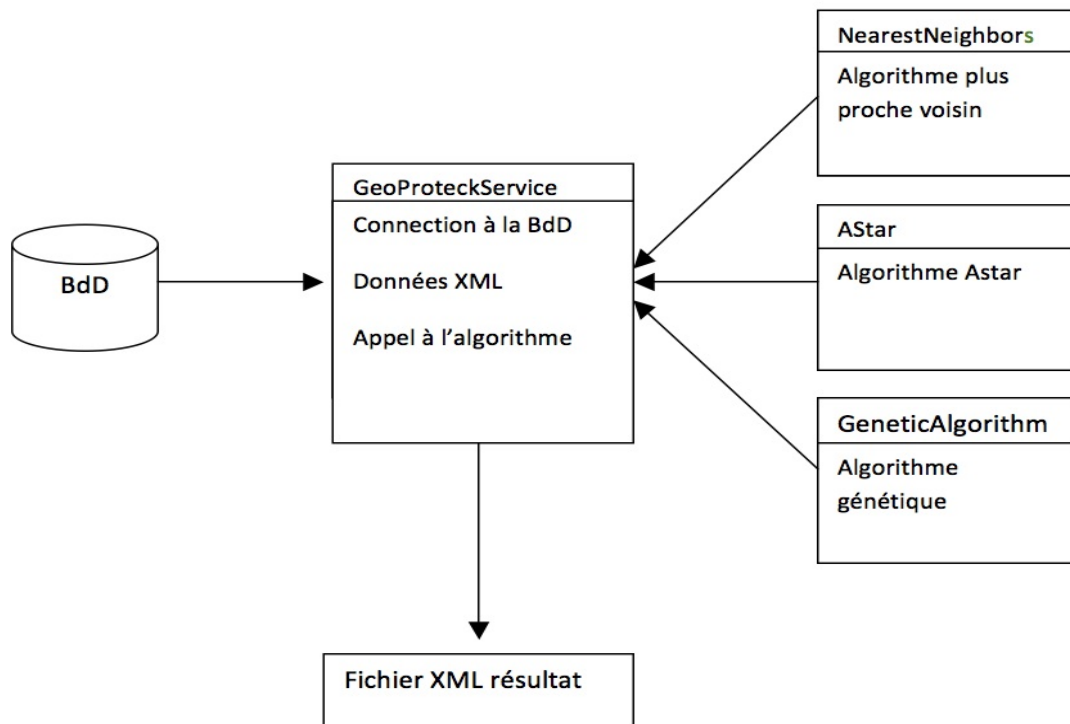 BdD
GeoProteckService
Connection à la BdD
Données XML
Appel à l’algorithme
NearestNeighbors
Algorithme plus
proche voisin
AStar
Algorithme Astar
GeneticAlgorithm
Algorithme
génétique
Fichier XML résultat